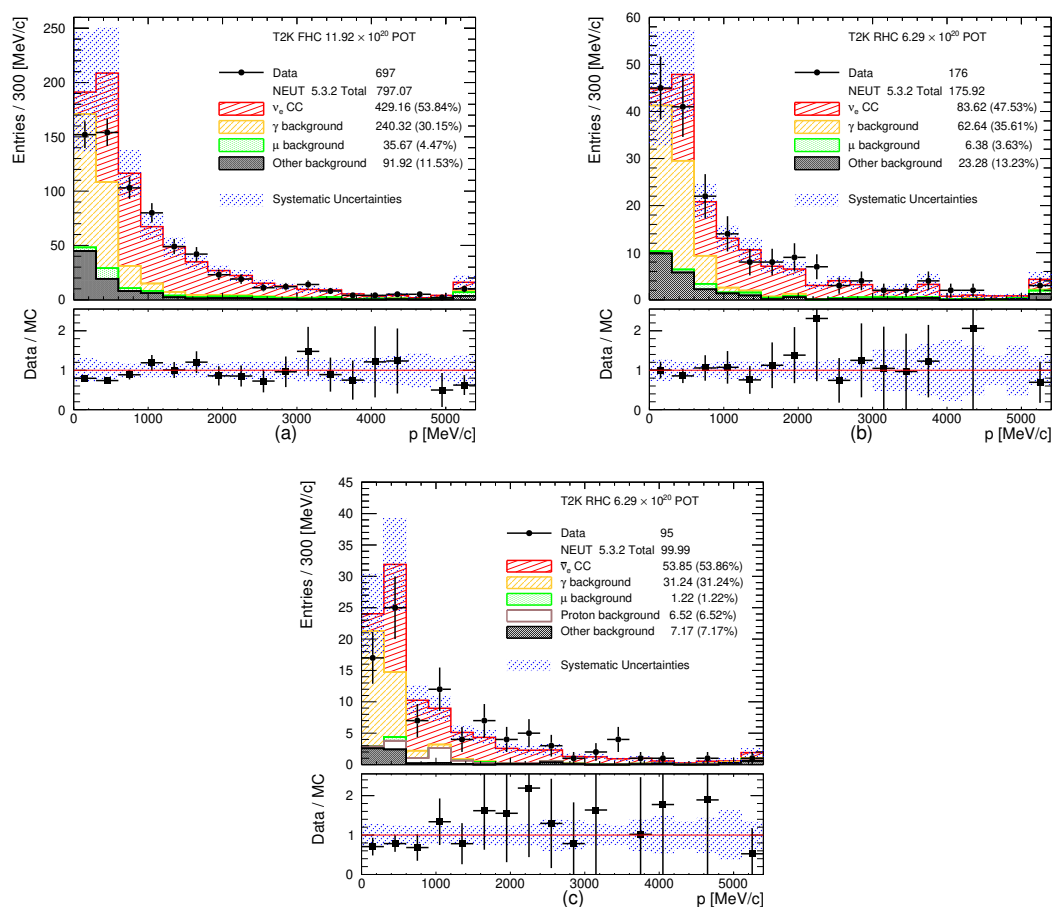 T2K FHC 11.92 × 10²⁰ POT
Data 697
NEUT 5.3.2 Total 797.07
νe CC 429.16 (53.84%)
γ background 240.32 (30.15%)
μ background 35.67 (4.47%)
Other background 91.92 (11.53%)
Systematic Uncertainties
Entries / 300 [MeV/c]
250
200
150
100
50
0
Data / MC
2
1
0
0 1000 2000 3000 4000 5000
p [MeV/c]
(a)
T2K RHC 6.29 × 10²⁰ POT
Data 176
NEUT 5.3.2 Total 175.92
νe CC 83.62 (47.53%)
γ background 62.64 (35.61%)
μ background 6.38 (3.63%)
Other background 23.28 (13.23%)
Systematic Uncertainties
Entries / 300 [MeV/c]
60
50
40
30
20
10
0
Data / MC
2
1
0
0 1000 2000 3000 4000 5000
p [MeV/c]
(b)
T2K RHC 6.29 × 10²⁰ POT
Data 95
NEUT 5.3.2 Total 99.99
ν̅e CC 53.85 (53.86%)
γ background 31.24 (31.24%)
μ background 1.22 (1.22%)
Proton background 6.52 (6.52%)
Other background 7.17 (7.17%)
Systematic Uncertainties
Entries / 300 [MeV/c]
45
40
35
30
25
20
15
10
5
0
Data / MC
2
1
0
0 1000 2000 3000 4000 5000
p [MeV/c]
(c)